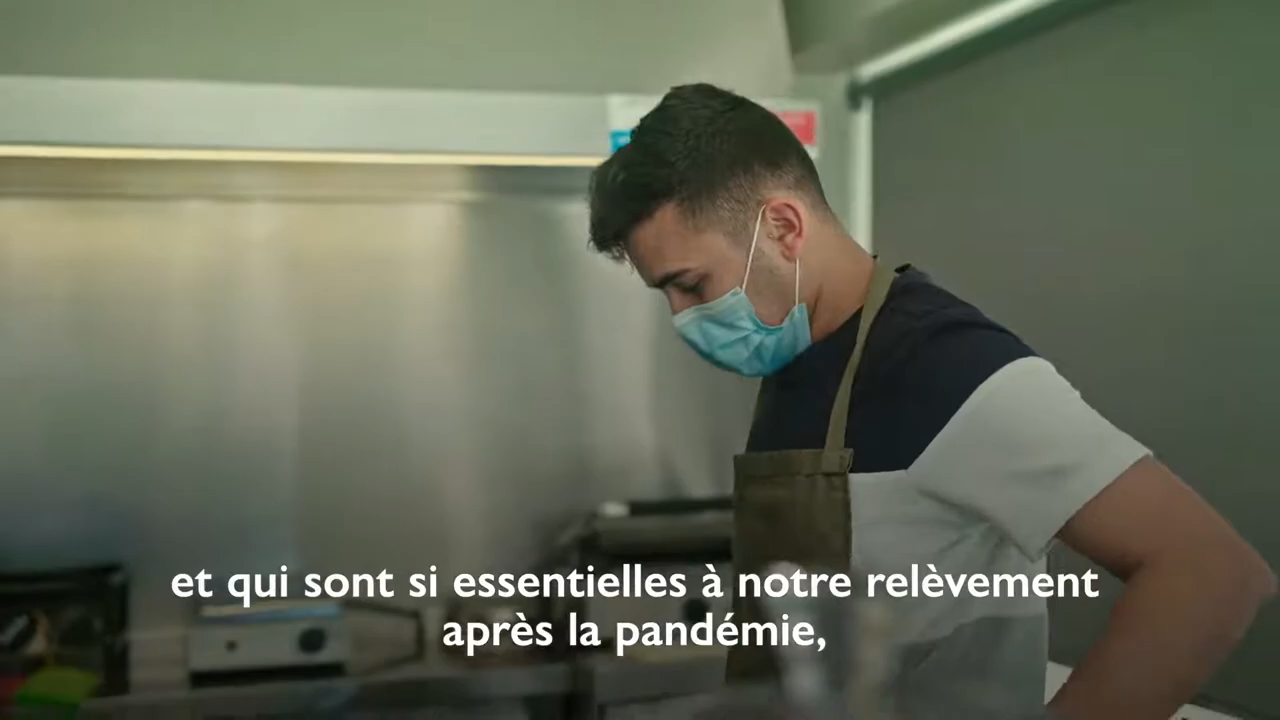 et qui sont si essentielles à notre relèvement
après la pandémie,